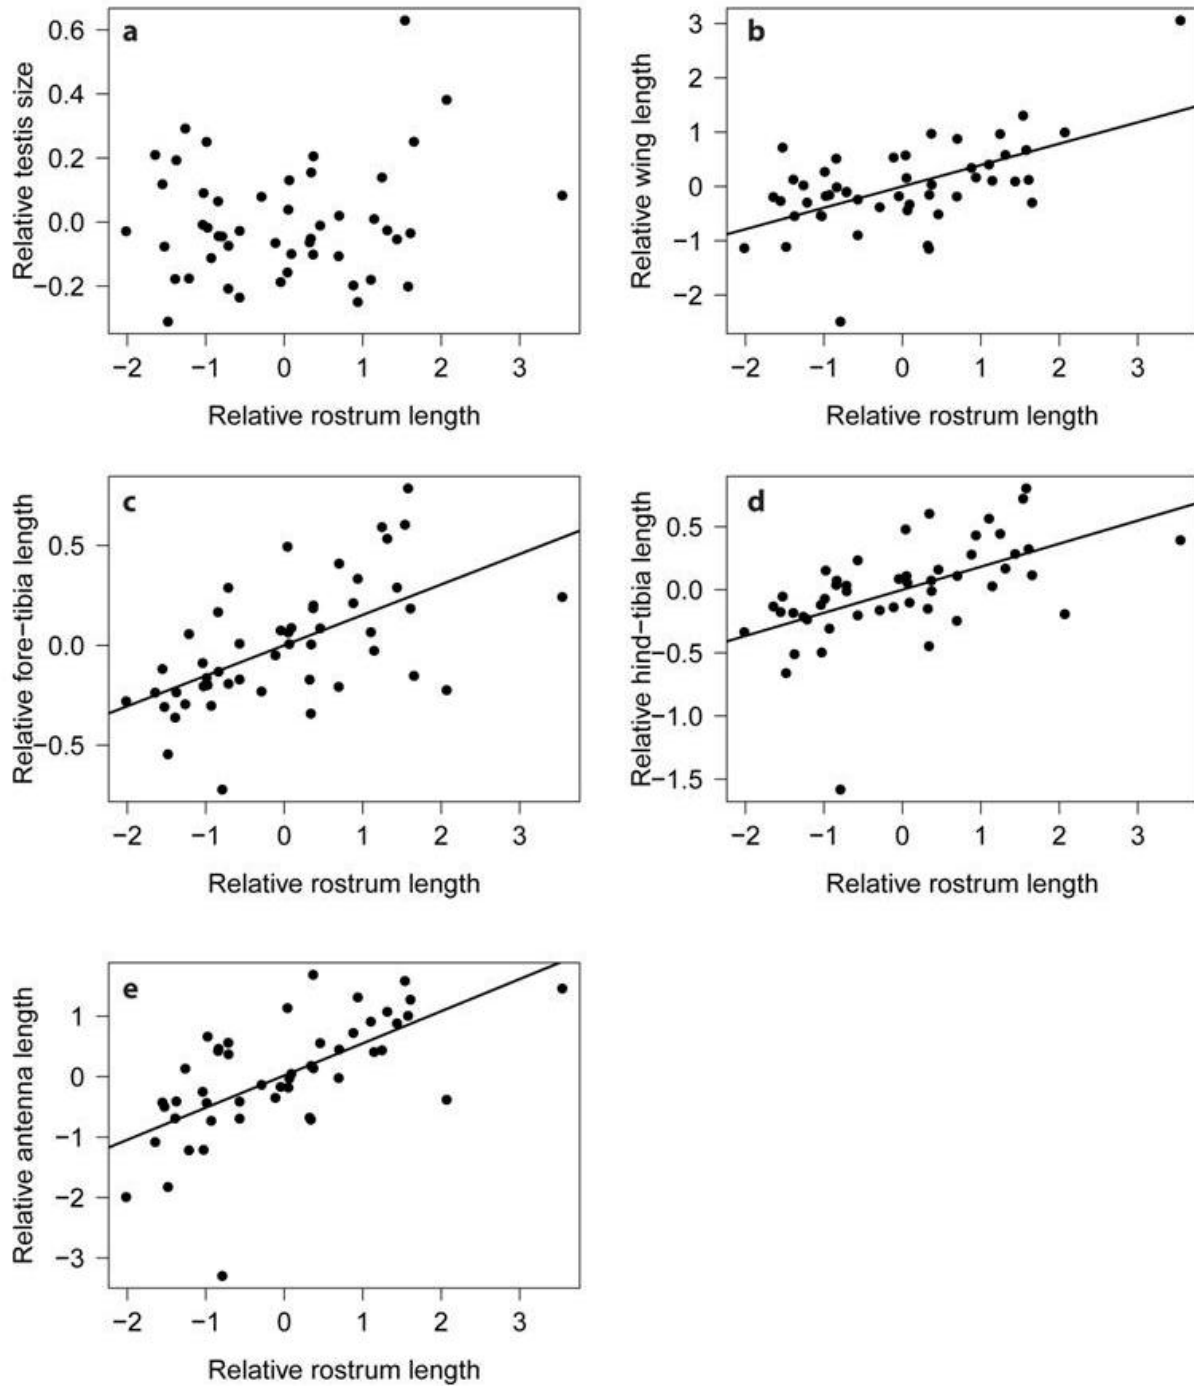 a
0.6
0.4
0.2
0.0
−0.2
Relative testis size
−2 −1 0 1 2 3
Relative rostrum length
b
3
2
1
0
−1
−2
Relative wing length
−2 −1 0 1 2 3
Relative rostrum length
c
0.5
0.0
−0.5
Relative fore−tibia length
−2 −1 0 1 2 3
Relative rostrum length
d
0.5
0.0
−0.5
−1.0
−1.5
Relative hind−tibia length
−2 −1 0 1 2 3
Relative rostrum length
e
1
0
−1
−2
−3
Relative antenna length
−2 −1 0 1 2 3
Relative rostrum length